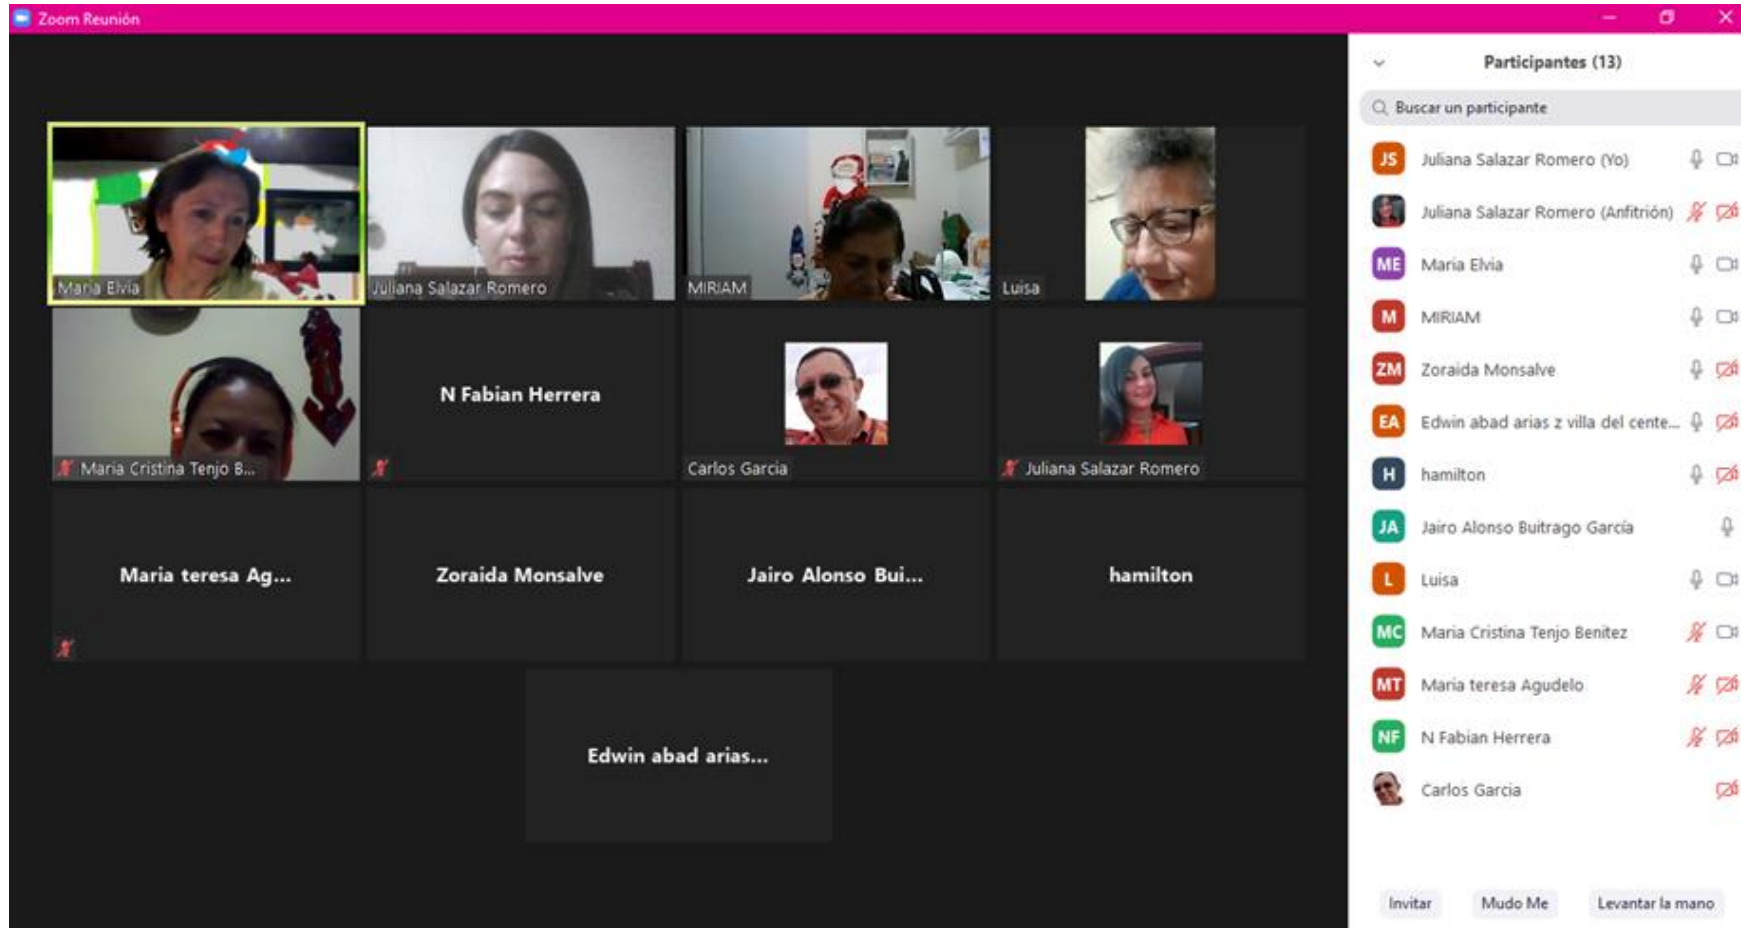 Zoom Reunión
Maria Elvia
Juliana Salazar Romero
MIRIAM
Luisa
Maria Cristina Tenjo B...
N Fabian Herrera
Carlos Garcia
Juliana Salazar Romero
Maria teresa Ag...
Zoraida Monsalve
Jairo Alonso Bui...
hamilton
Edwin abad arias...
Participantes (13)
Buscar un participante
JS Juliana Salazar Romero (Yo)
Juliana Salazar Romero (Anfitrión)
ME Maria Elvia
M MIRIAM
ZM Zoraida Monsalve
EA Edwin abad arias z villa del cente...
H hamilton
JA Jairo Alonso Buitrago García
L Luisa
MC Maria Cristina Tenjo Benitez
MT Maria teresa Agudelo
NF N Fabian Herrera
Carlos Garcia
Invitar Mudo Me Levantar la mano